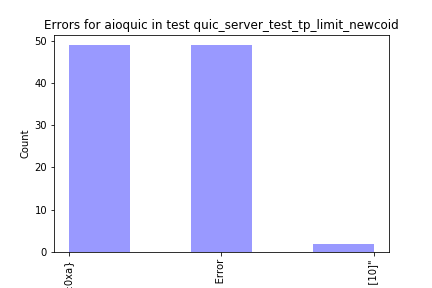 Errors for aioquic in test quic_server_test_tp_limit_newcoid
50
40
30
20
10
0
Count
:0xa}
Error
[10]"